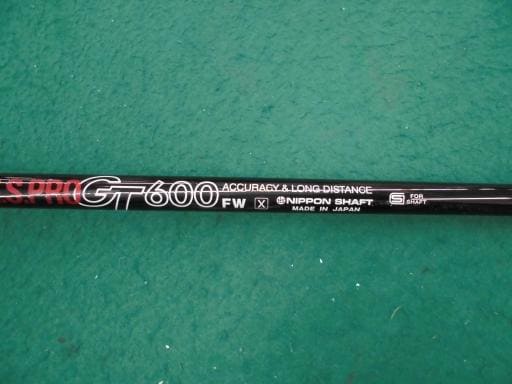 S.PRO GT600 ACCURACY & LONG DISTANCE
FW X NIPPON SHAFT S FOR SHAFT
MADE IN JAPAN